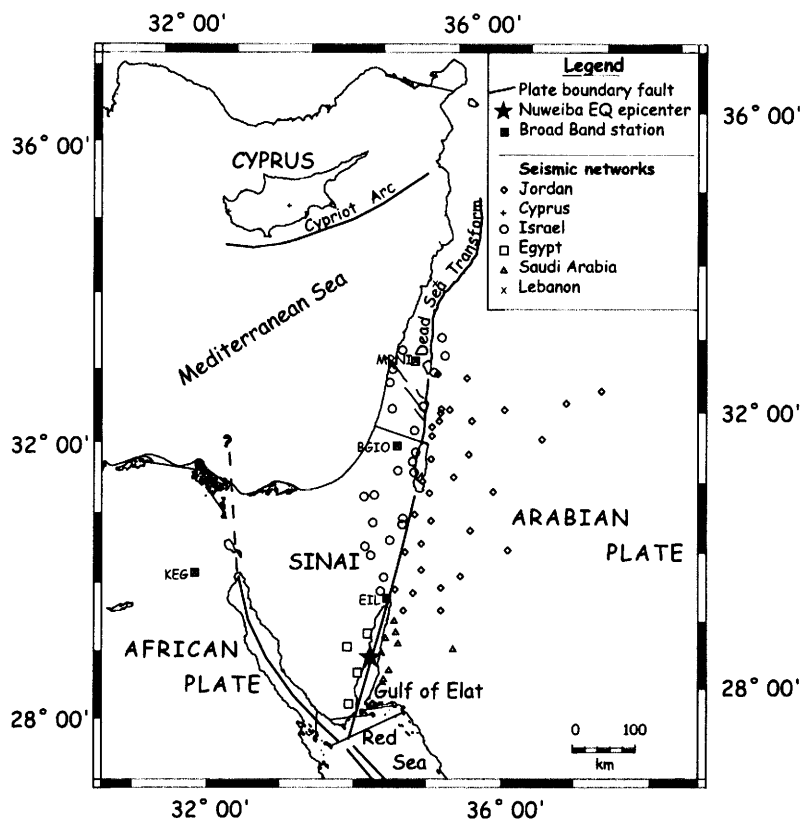 32° 00'
36° 00'
Legend
Plate boundary fault
Nuweiba EQ epicenter
Broad Band station
Seismic networks
Jordan
Cyprus
Israel
Egypt
Saudi Arabia
Lebanon
36° 00'
36° 00'
CYPRUS
Cypriot Arc
Dead Sea Transform
Mediterranean Sea
MRNI
32° 00'
32° 00'
?
BGIO
ARABIAN
PLATE
SINAI
KEG
EIL
AFRICAN
PLATE
Gulf of Elat
28° 00'
28° 00'
Red
Sea
0 100
km
32° 00'
36° 00'